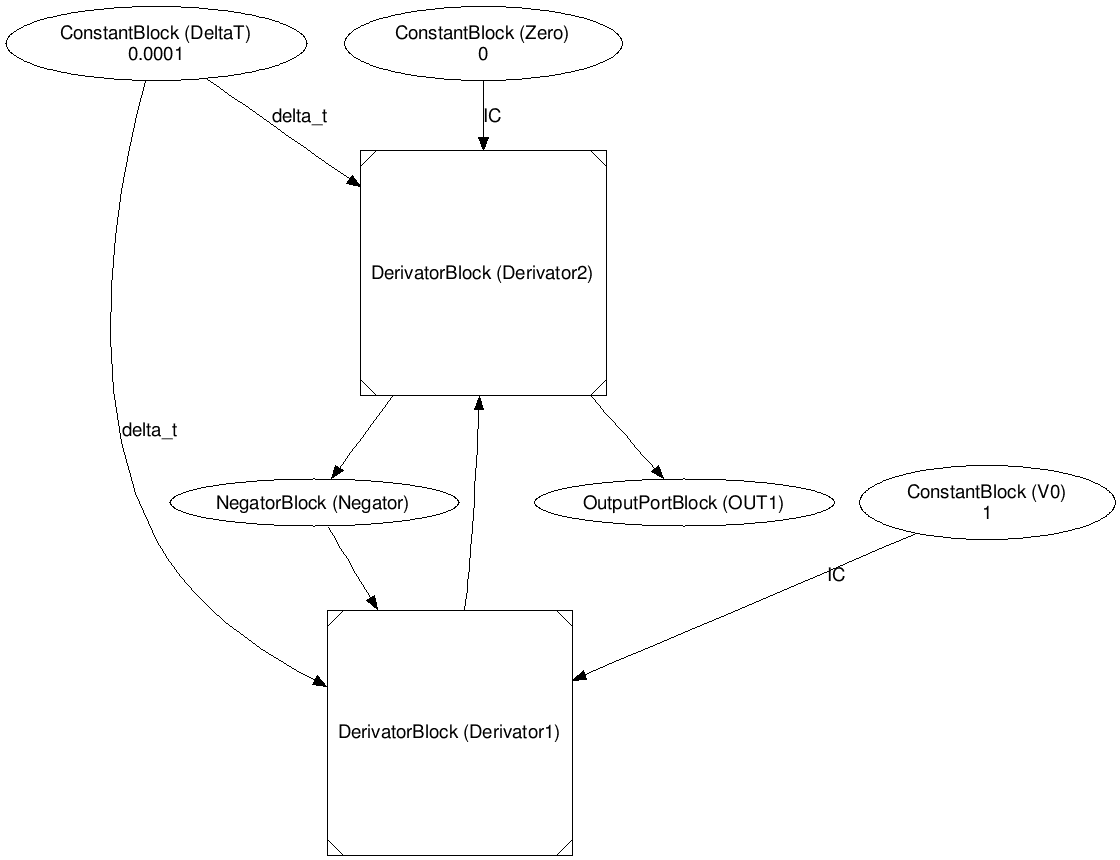 ConstantBlock (DeltaT)
0.0001
ConstantBlock (Zero)
0
delta_t
IC
DerivatorBlock (Derivator2)
delta_t
NegatorBlock (Negator)
OutputPortBlock (OUT1)
ConstantBlock (V0)
1
IC
DerivatorBlock (Derivator1)